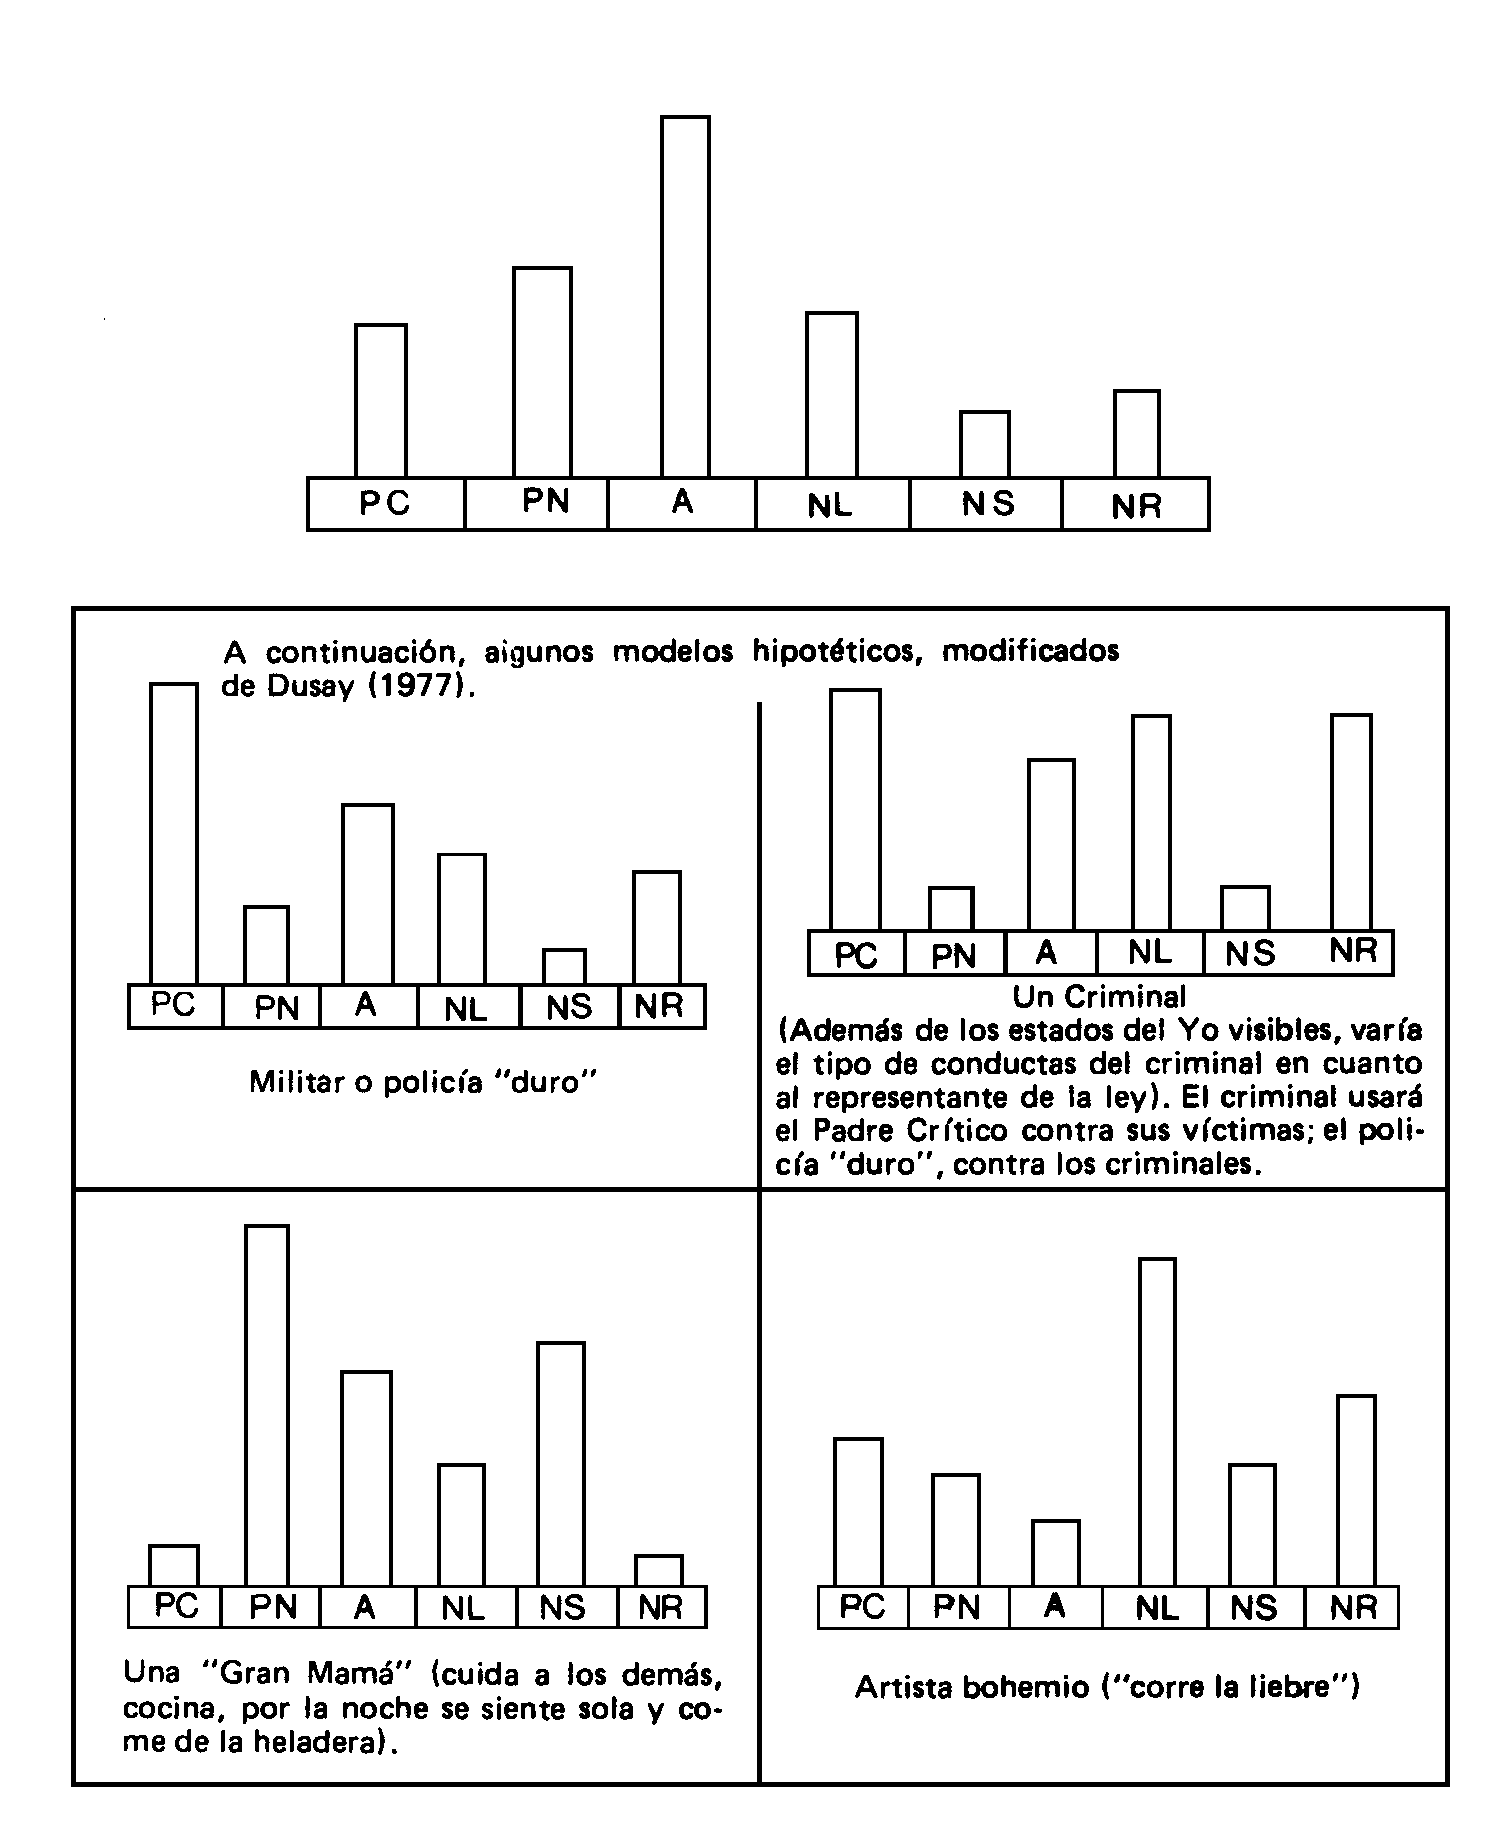 PC PN A NL NS NR
A continuación, aigunos modelos hipotéticos, modificados
de Dusay (1977).
PC PN A NL NS NR
Militar o policía "duro"
PC PN A NL NS NR
Un Criminal
(Además de los estados del Yo visibles, varía
el tipo de conductas del criminal en cuanto
al representante de la ley). El criminal usará
el Padre Crítico contra sus víctimas; el poli-
cía "duro", contra los criminales.
PC PN A NL NS NR
Una "Gran Mamá" (cuida a los demás,
cocina, por la noche se siente sola y co-
me de la heladera).
PC PN A NL NS NR
Artista bohemio ("corre la liebre")